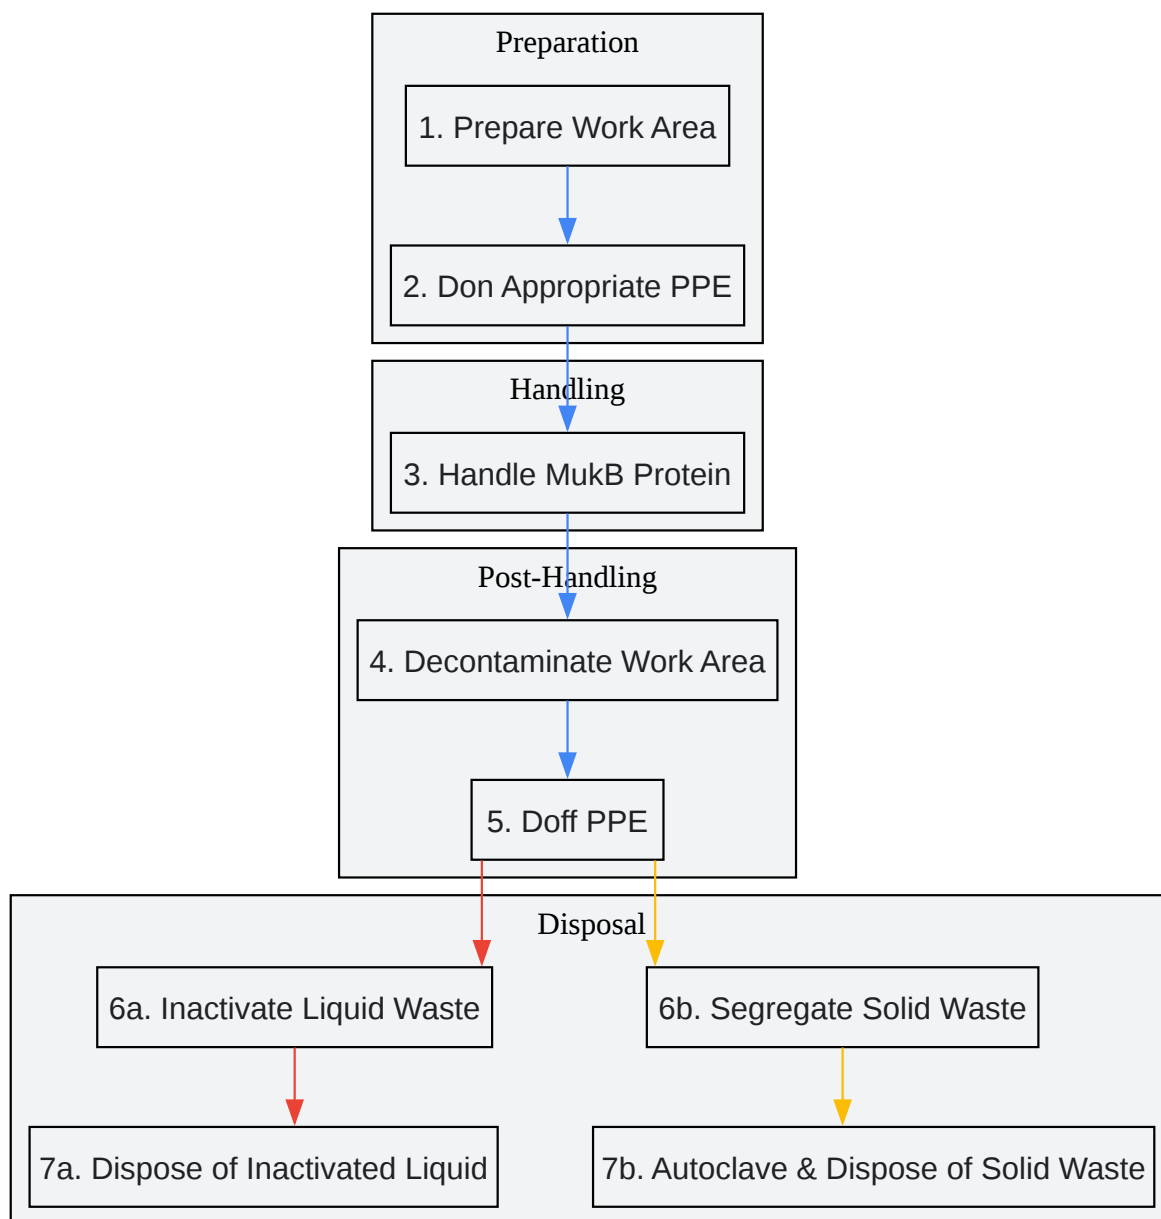 Preparation
1. Prepare Work Area
2. Don Appropriate PPE
Handling
3. Handle MukB Protein
Post-Handling
4. Decontaminate Work Area
5. Doff PPE
Disposal
6a. Inactivate Liquid Waste
6b. Segregate Solid Waste
7a. Dispose of Inactivated Liquid
7b. Autoclave & Dispose of Solid Waste